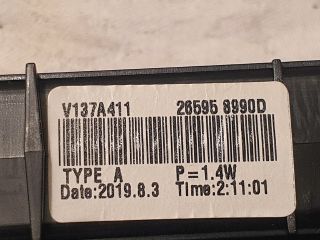 V137A411 26595 8990D
TYPE A P=1.4W
Date:2019.8.3 Time:2:11:01